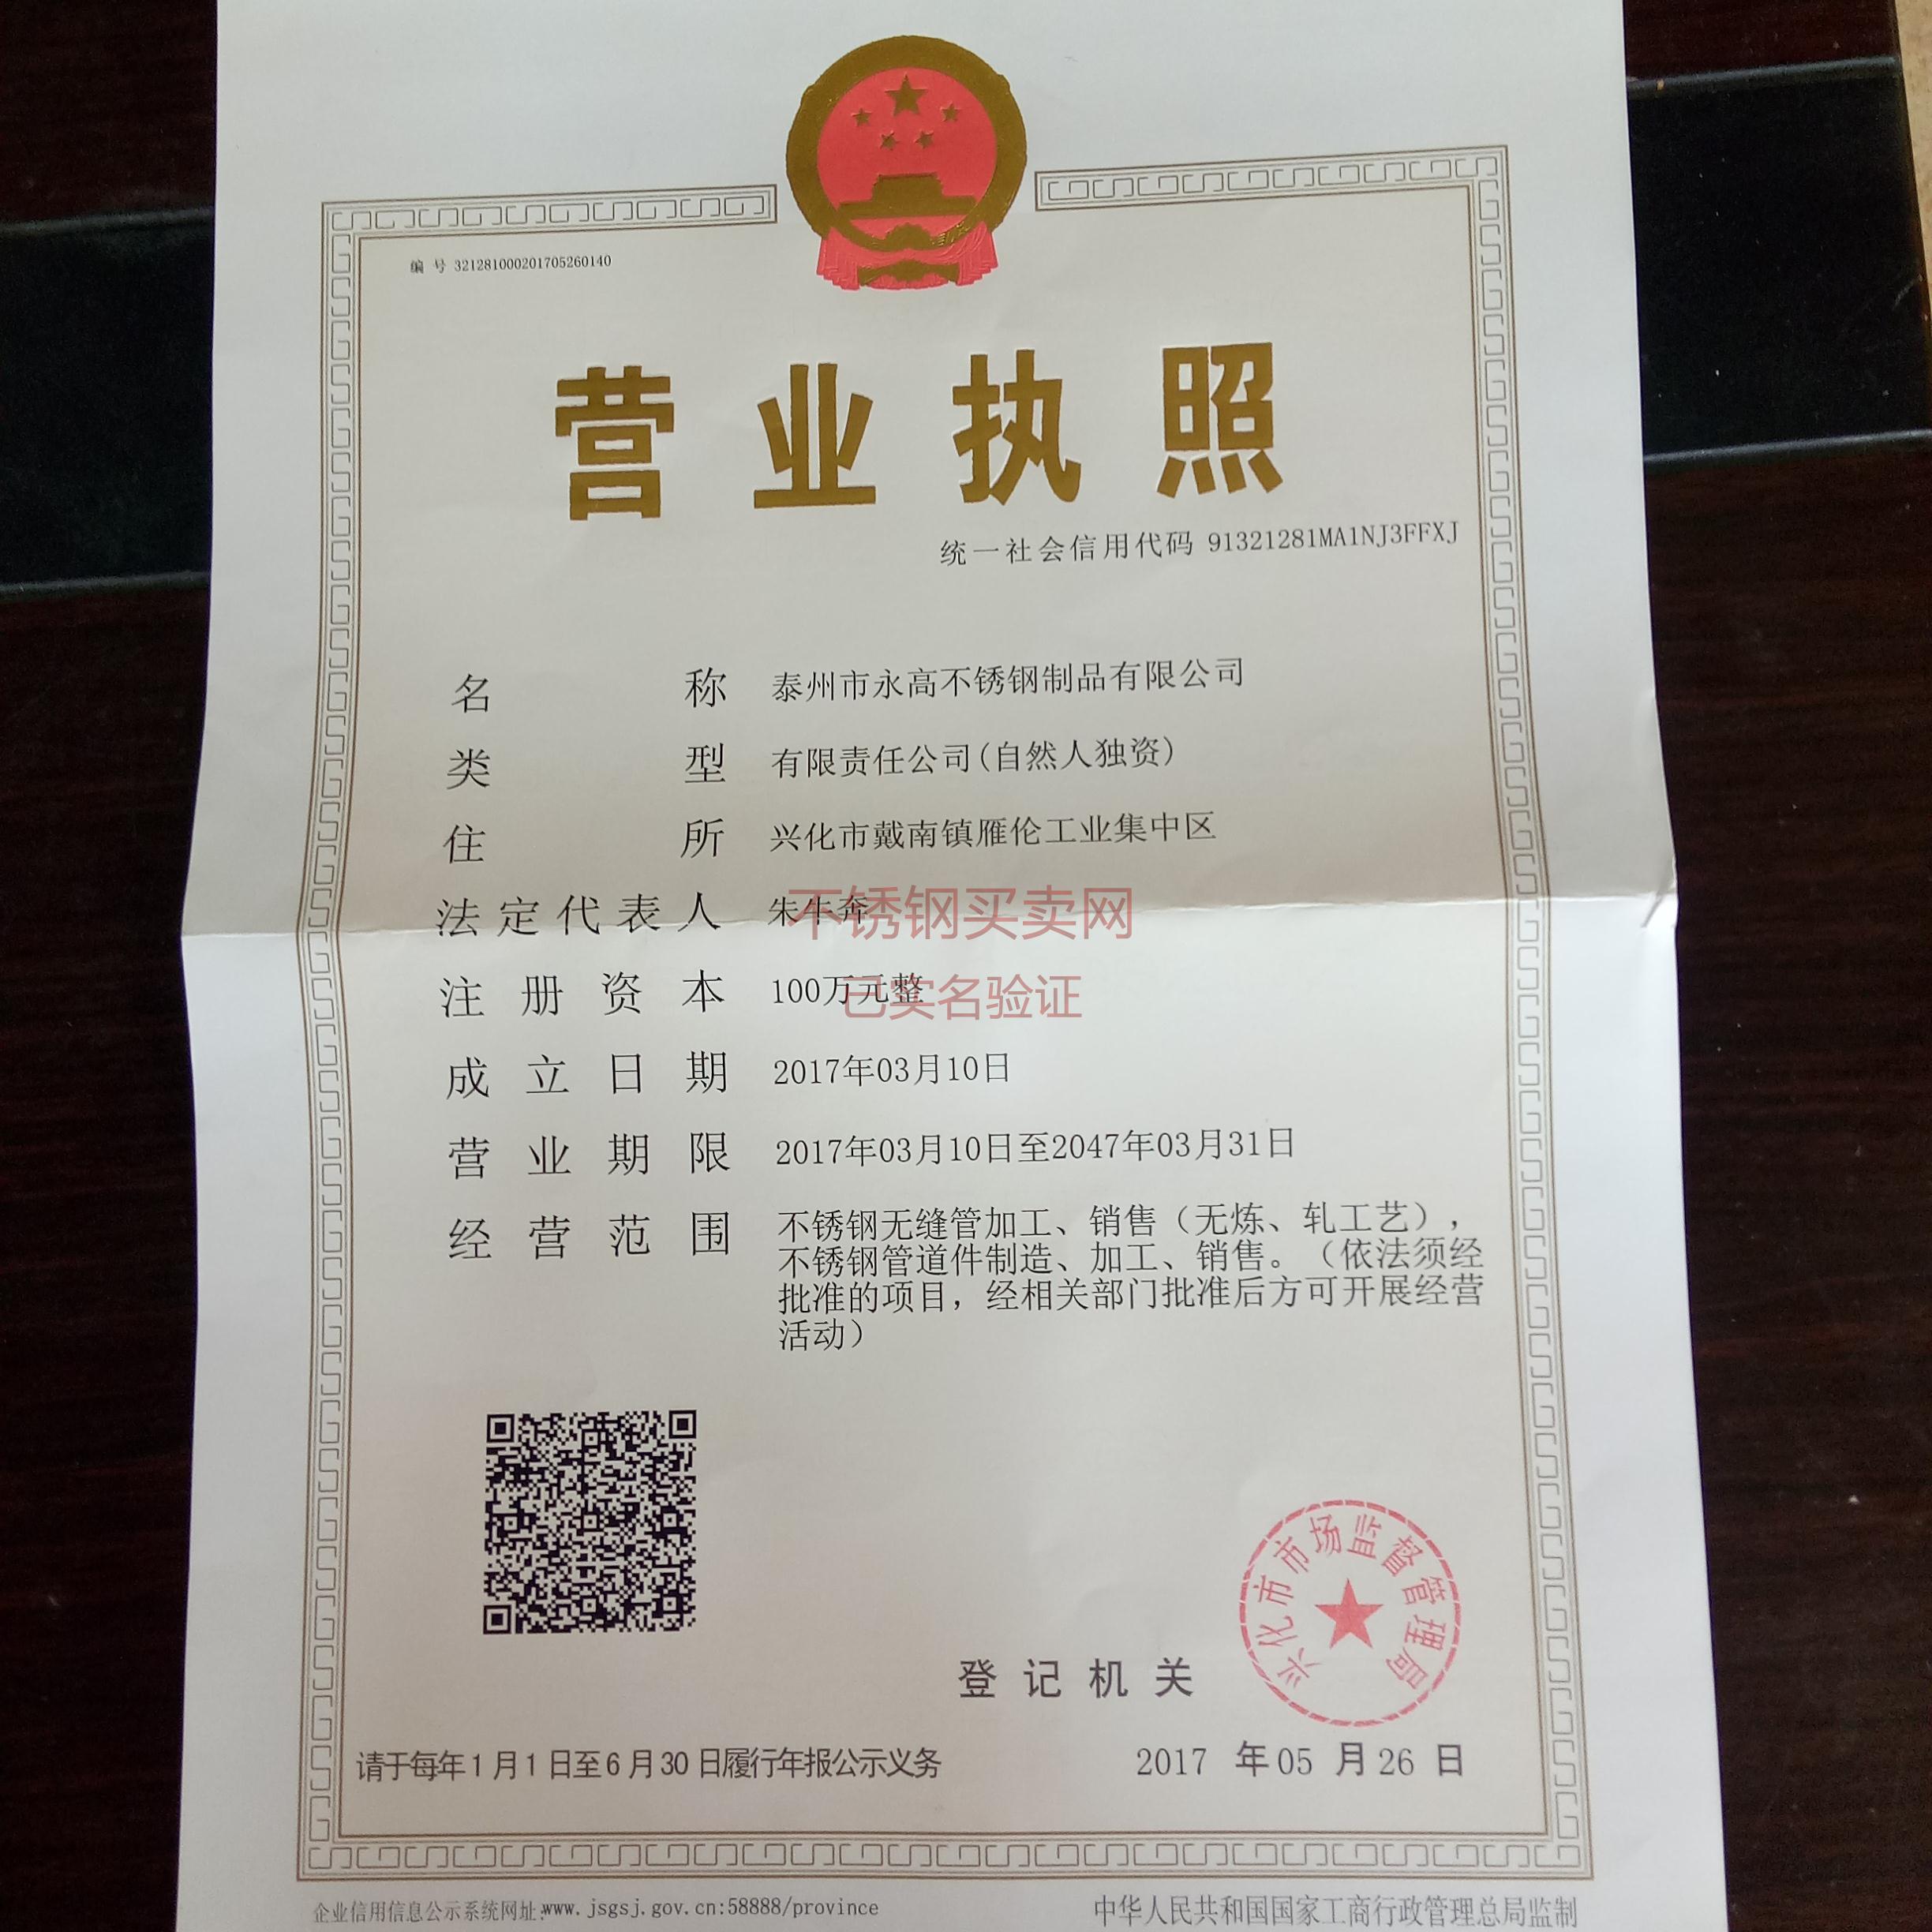 编 号 321281000201705260140
营业执照
统一社会信用代码 91321281MA1NJ3FFXJ
名 称 泰州市永高不锈钢制品有限公司
类 型 有限责任公司(自然人独资)
住 所 兴化市戴南镇雁伦工业集中区
法定代表人 朱牛奔
不锈钢买卖网
注册资本 100万元整
已实名验证
成立日期 2017年03月10日
营业期限 2017年03月10日至2047年03月31日
经营范围 不锈钢无缝管加工、销售（无炼、轧工艺），
不锈钢管道件制造、加工、销售。（依法须经
批准的项目，经相关部门批准后方可开展经营
活动）
兴化市市场监督管理局
登记机关
请于每年1月1日至6月30日履行年报公示义务
2017 年05 月26 日
企业信用信息公示系统网址:www.jsgsj.gov.cn:58888/province
中华人民共和国国家工商行政管理总局监制